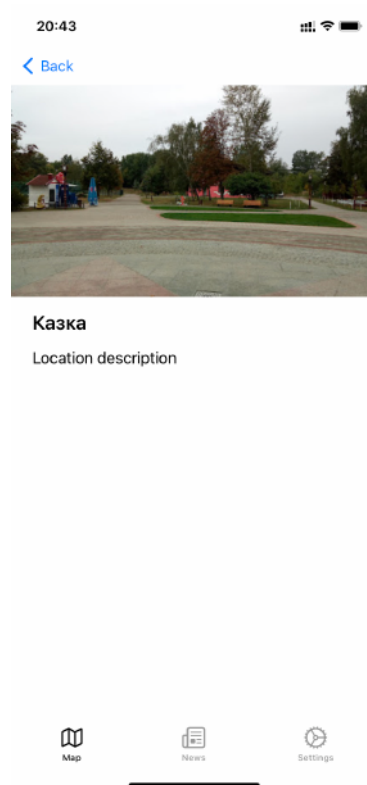 20:43
Back
Казка
Location description
Map
News
Settings